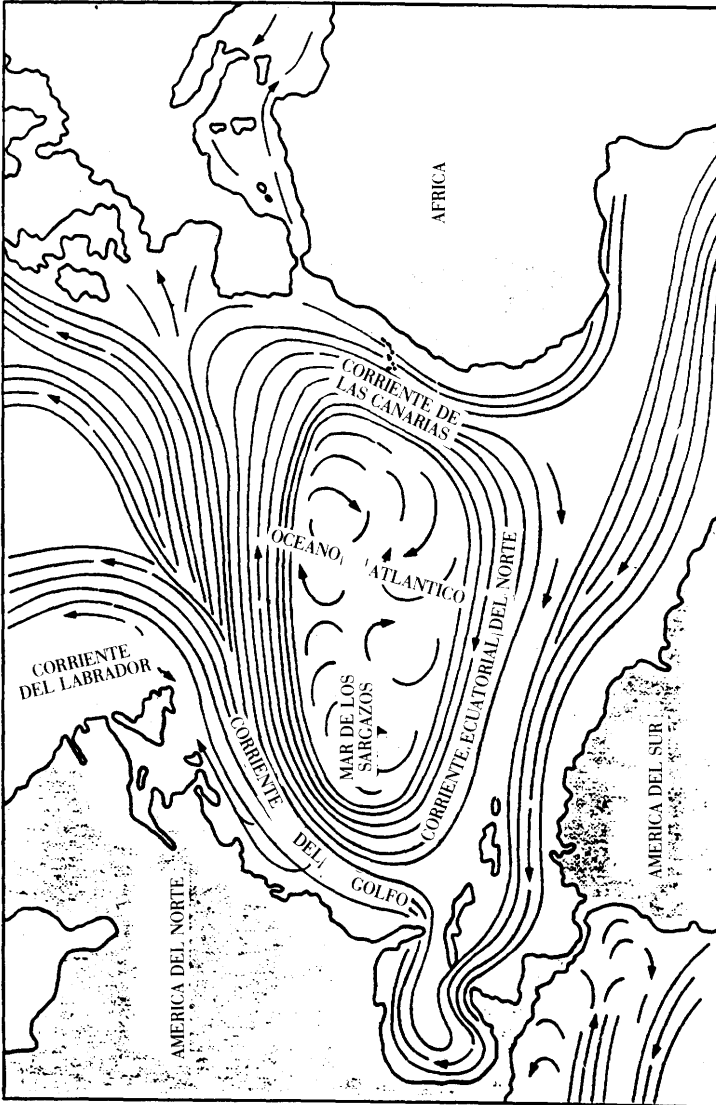 AFRICA
CORRIENTE DE
LAS CANARIAS
OCEANO ATLANTICO
CORRIENTE
DEL LABRADOR
MAR DE LOS
SARGAZOS
CORRIENTE ECUATORIAL DEL NORTE
CORRIENTE DEL GOLFO
AMERICA DEL NORTE
AMERICA DEL SUR